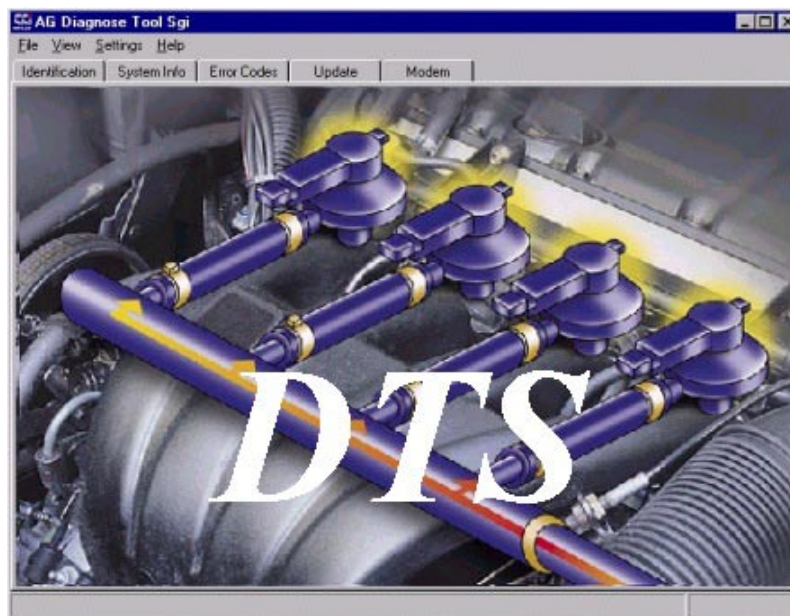 AG Diagnose Tool Sgi
File View Settings Help
Identification System Info Error Codes Update Modem
DTS